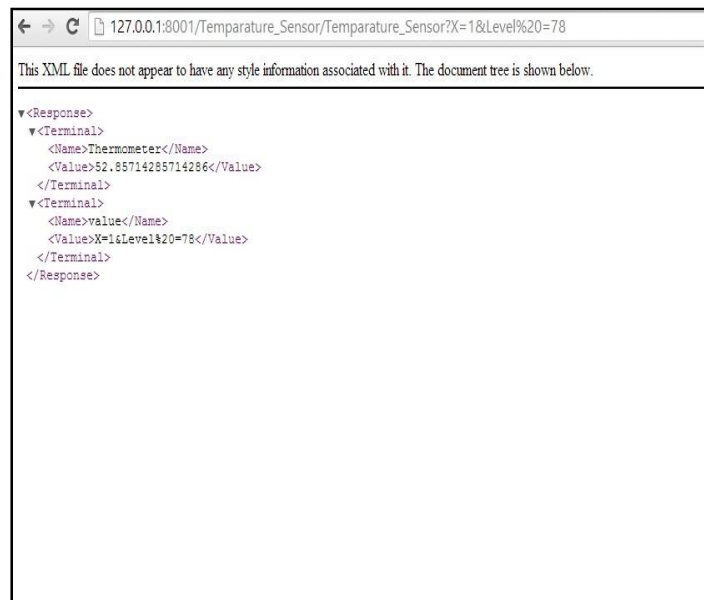 127.0.0.1:8001/Temparature_Sensor/Temparature_Sensor?X=1&Level%20=78
This XML file does not appear to have any style information associated with it. The document tree is shown below.
▼<Response>
▼<Terminal>
<Name>Thermometer</Name>
<Value>52.85714285714286</Value>
</Terminal>
▼<Terminal>
<Name>value</Name>
<Value>X=1&Level%20=78</Value>
</Terminal>
</Response>